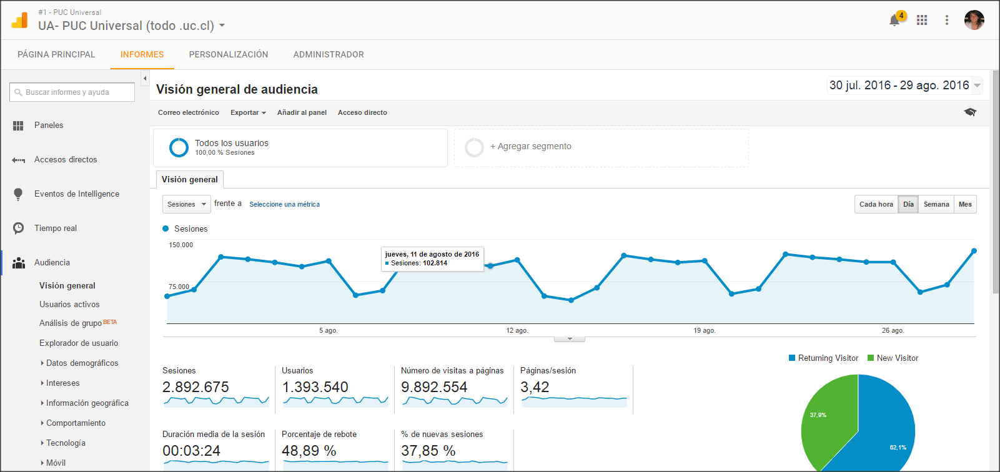 #1 - PUC Universal
UA- PUC Universal (todo .uc.cl)
4
PÁGINA PRINCIPAL INFORMES PERSONALIZACIÓN ADMINISTRADOR
Buscar informes y ayuda
Paneles
Accesos directos
Eventos de Intelligence
Tiempo real
Audiencia
Visión general
Usuarios activos
Análisis de grupo BETA
Explorador de usuario
Datos demográficos
Intereses
Información geográfica
Comportamiento
Tecnología
Móvil
Visión general de audiencia
30 jul. 2016 - 29 ago. 2016
Correo electrónico Exportar Añadir al panel Acceso directo
Todos los usuarios
100,00 % Sesiones
+ Agregar segmento
Visión general
Sesiones frente a Seleccione una métrica
Cada hora Día Semana Mes
Sesiones
150.000
75.000
jueves, 11 de agosto de 2016
Sesiones: 102.814
5 ago. 12 ago. 19 ago. 26 ago.
Sesiones
2.892.675
Usuarios
1.393.540
Número de visitas a páginas
9.892.554
Páginas/sesión
3,42
Duración media de la sesión
00:03:24
Porcentaje de rebote
48,89 %
% de nuevas sesiones
37,85 %
Returning Visitor New Visitor
37,9%
62,1%